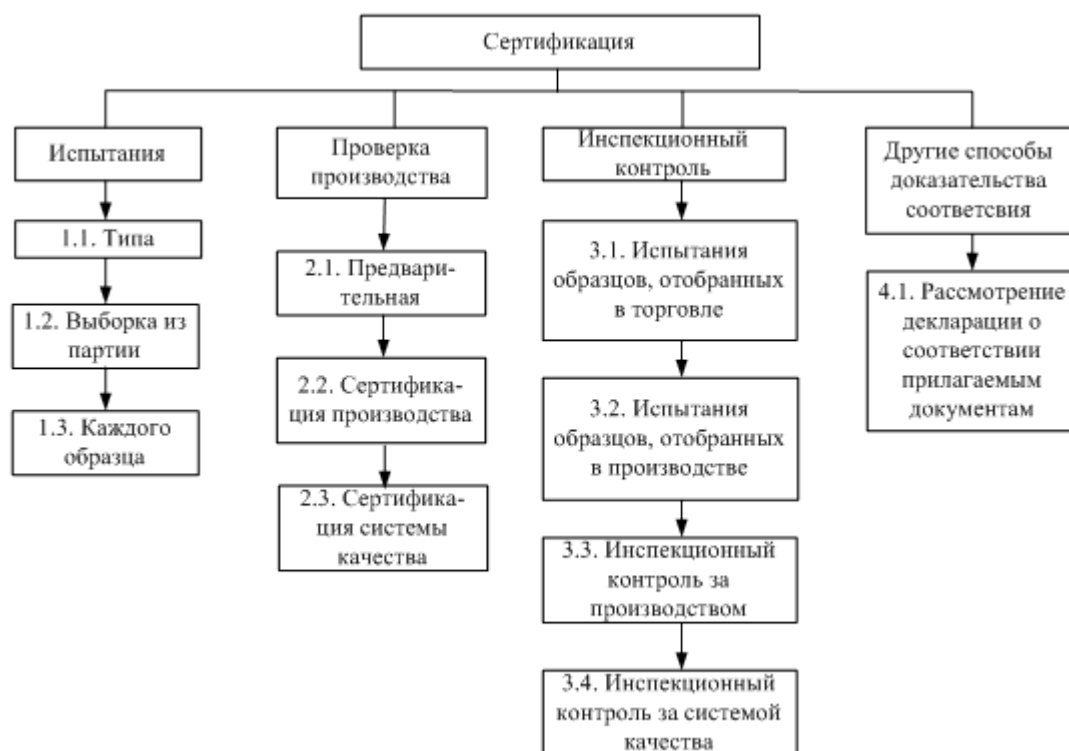 Сертификация
Испытания
1.1. Типа
1.2. Выборка из
партии
1.3. Каждого
образца
Проверка
производства
2.1. Предвари-
тельная
2.2. Сертифика-
ция производства
2.3. Сертифика-
ция системы
качества
Инспекционный
контроль
3.1. Испытания
образцов, отобранных
в торговле
3.2. Испытания
образцов, отобранных
в производстве
3.3. Инспекционный
контроль за
производством
3.4. Инспекционный
контроль за системой
качества
Другие способы
доказательства
соответсвия
4.1. Рассмотрение
декларации о
соответствии
прилагаемым
документам